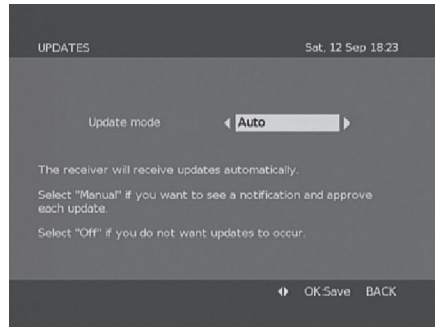 UPDATES Sat, 12 Sep 18:23
Update mode Auto
The receiver will receive updates automatically.
Select "Manual" if you want to see a notification and approve
each update.
Select "Off" if you do not want updates to occur.
OK:Save BACK